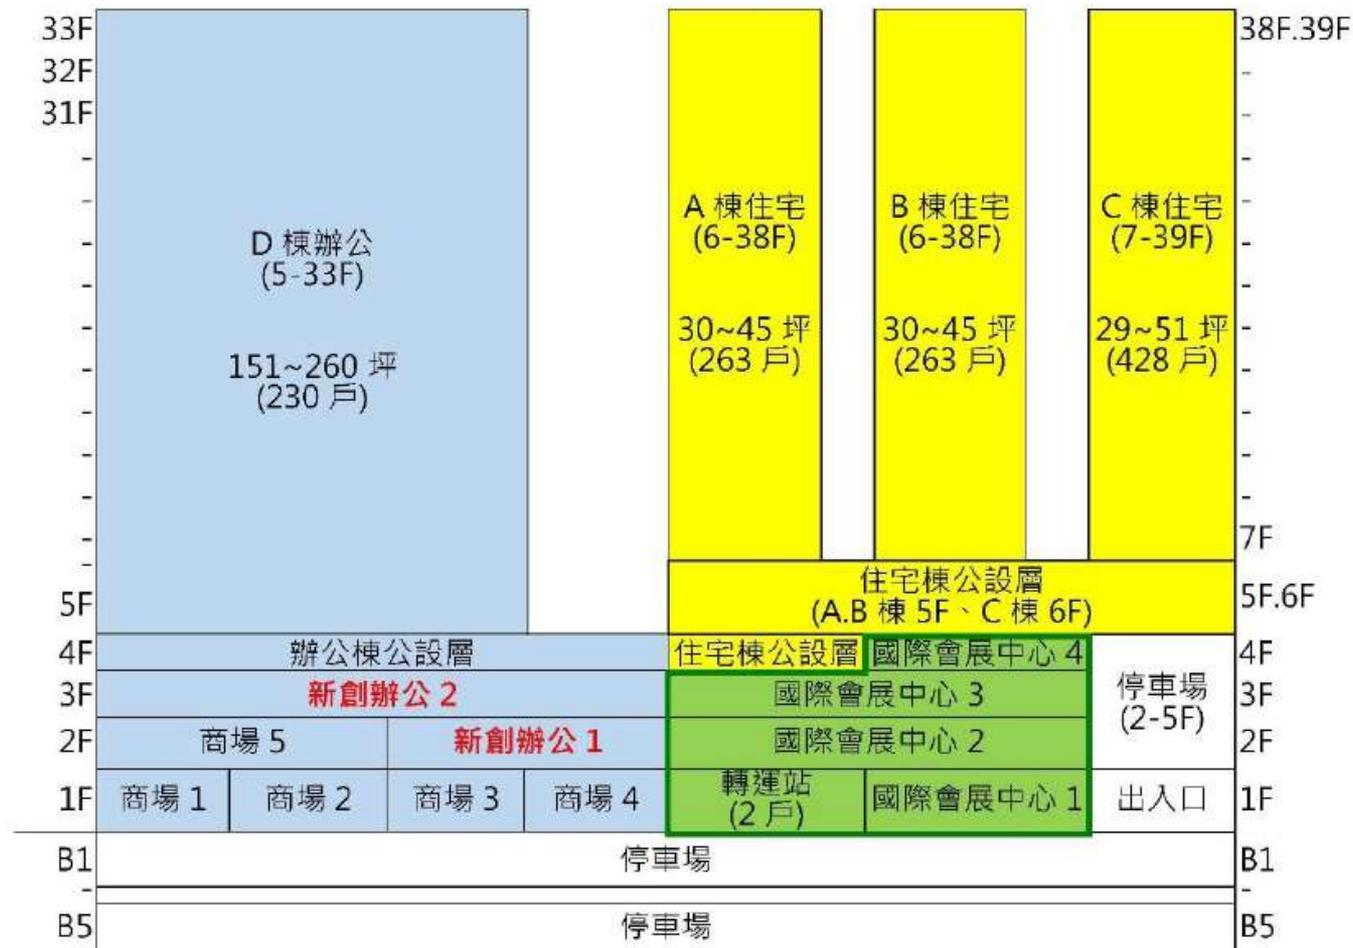 33F
38F.39F
32F
-
31F
-
-
-
-
A 棟住宅
B 棟住宅
C 棟住宅
-
(6-38F)
(6-38F)
(7-39F)
D 棟辦公
-
-
(5-33F)
-
-
30~45 坪
30~45 坪
29~51 坪
-
-
(263 戶)
(263 戶)
(428 戶)
151~260 坪
-
-
(230 戶)
-
-
-
-
-
-
-
7F
-
住宅棟公設層
5F
(A.B 棟 5F、C 棟 6F)
5F.6F
4F
辦公棟公設層
住宅棟公設層
國際會展中心 4
4F
3F
新創辦公 2
國際會展中心 3
停車場
(2-5F)
3F
2F
商場 5
新創辦公 1
國際會展中心 2
2F
1F
商場 1
商場 2
商場 3
商場 4
轉運站
(2 戶)
國際會展中心 1
出入口
1F
B1
停車場
B1
-
-
B5
停車場
B5